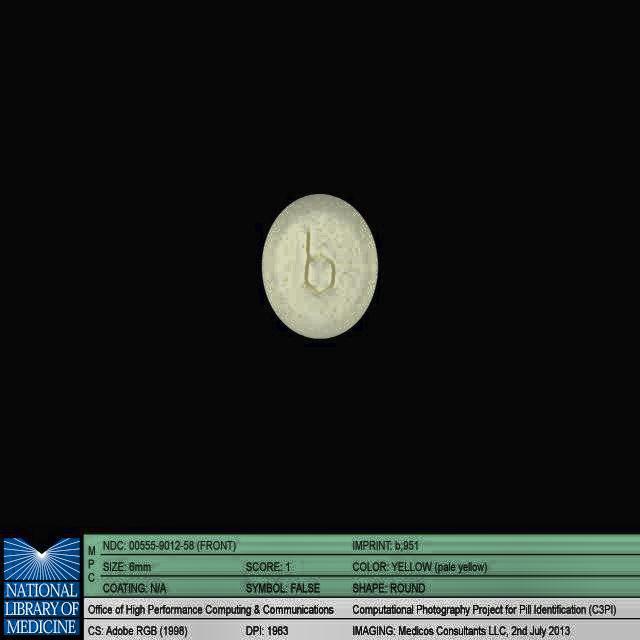 b
NDC: 00555-9012-58 (FRONT) IMPRINT: b;951
MPC
SIZE: 6mm SCORE: 1 COLOR: YELLOW (pale yellow)
COATING: N/A SYMBOL: FALSE SHAPE: ROUND
NATIONAL
LIBRARY OF
MEDICINE
Office of High Performance Computing & Communications Computational Photography Project for Pill Identification (C3PI)
CS: Adobe RGB (1998) DPI: 1963 IMAGING: Medicos Consultants LLC, 2nd July 2013